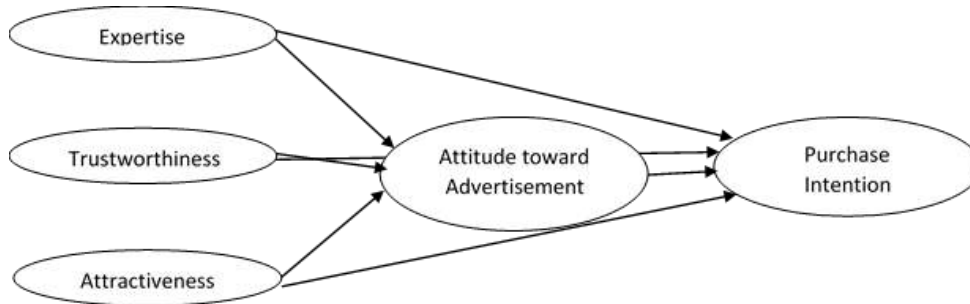 Expertise
Trustworthiness
Attitude toward
Advertisement
Purchase
Intention
Attractiveness